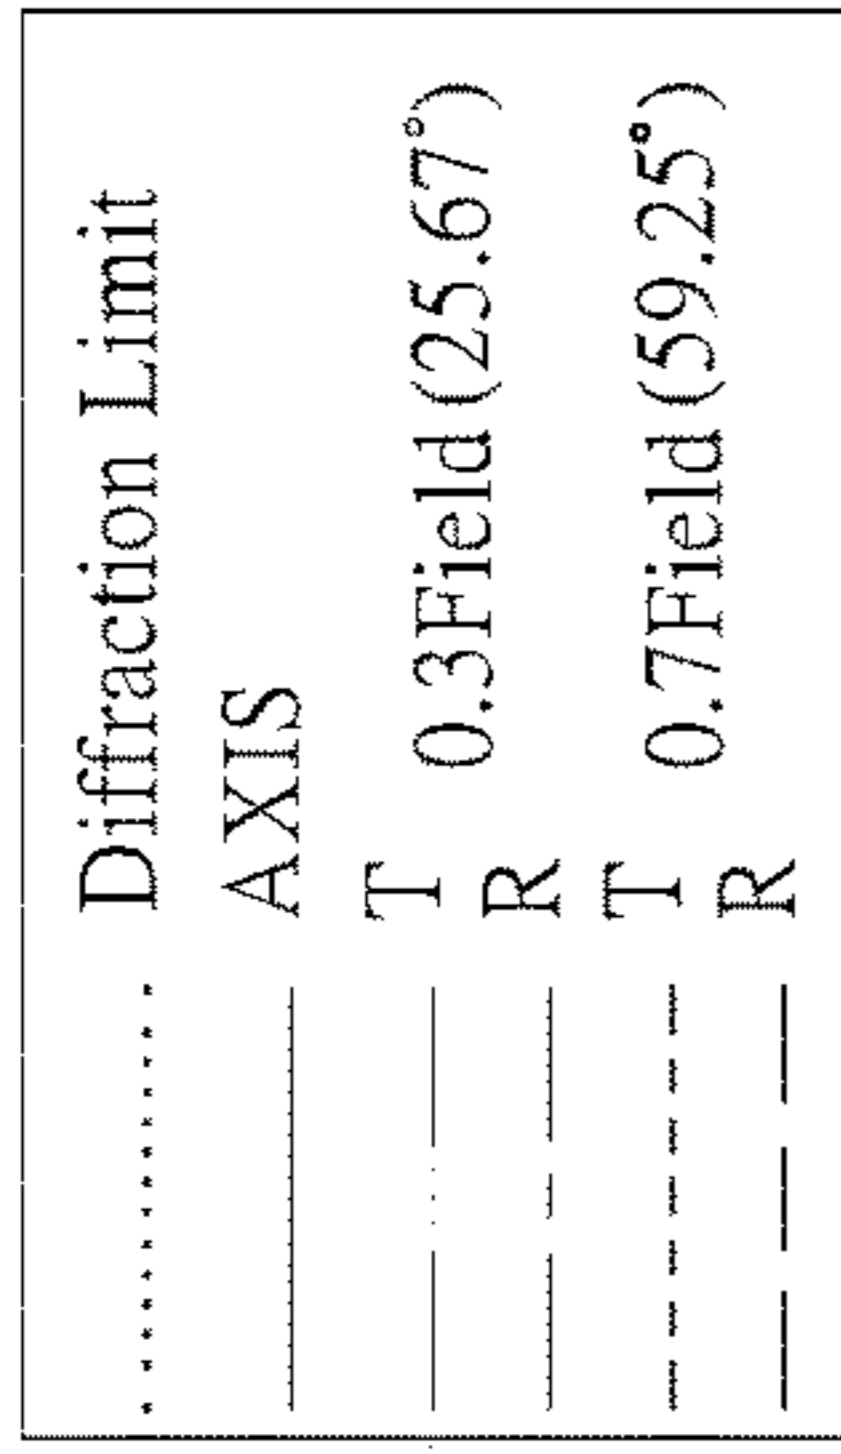 Diffraction Limit
AXIS
T 0.3Field(25.67°)
R
T 0.7Field(59.25°)
R